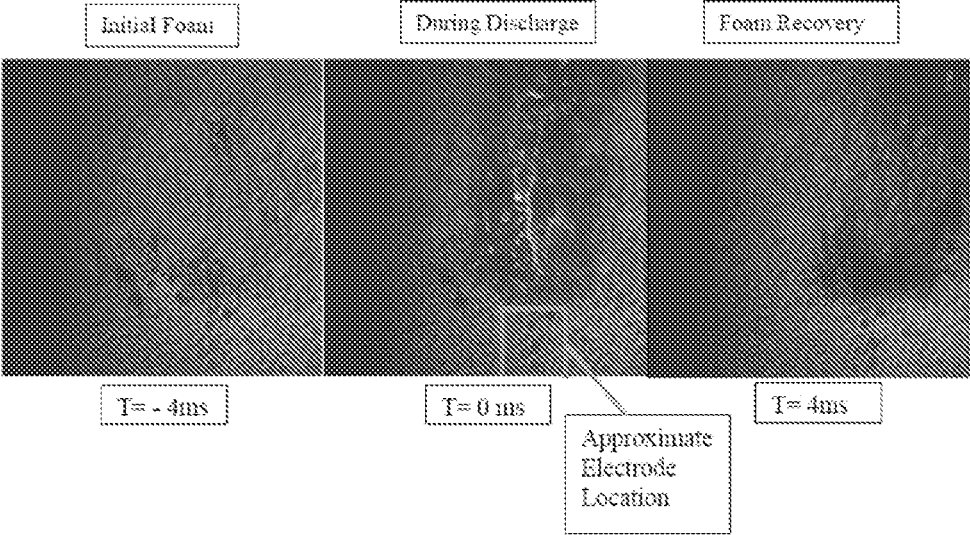 Initial Foam
During Discharge
Foam Recovery
T= - 4ms
T= 0 ms
T= 4ms
Approximate
Electrode
Location